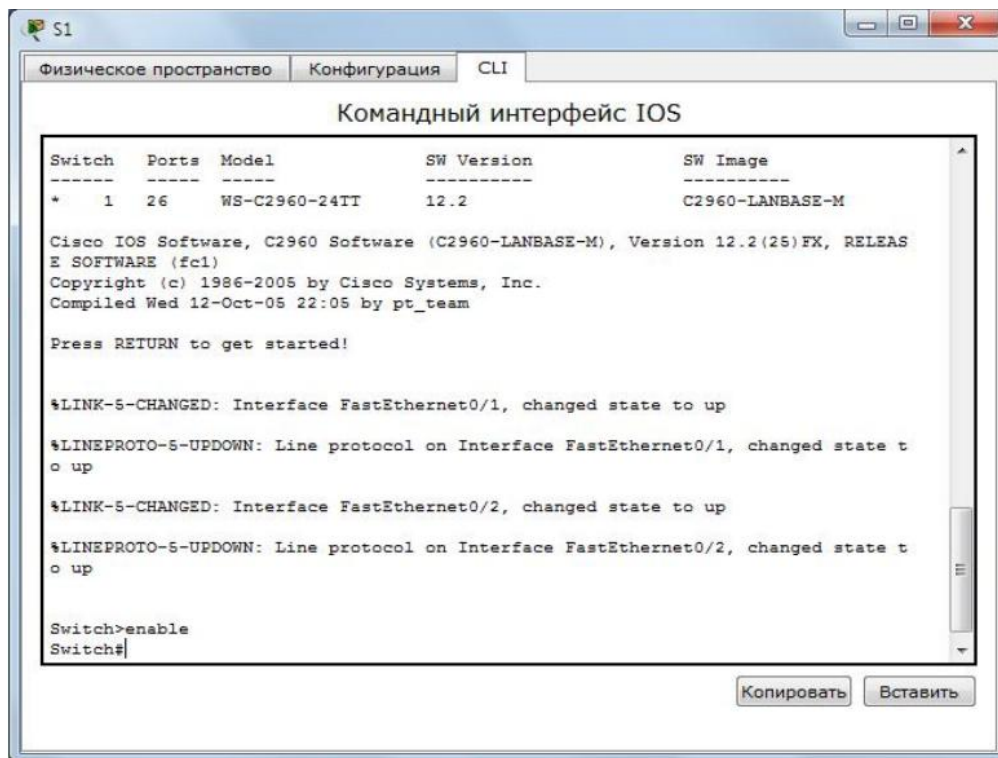 S1
Физическое пространство Конфигурация CLI
Командный интерфейс IOS
Switch Ports Model SW Version SW Image
------ ----- ----- ---------- ----------
* 1 26 WS-C2960-24TT 12.2 C2960-LANBASE-M
Cisco IOS Software, C2960 Software (C2960-LANBASE-M), Version 12.2(25)FX, RELEAS
E SOFTWARE (fc1)
Copyright (c) 1986-2005 by Cisco Systems, Inc.
Compiled Wed 12-Oct-05 22:05 by pt_team
Press RETURN to get started!
%LINK-5-CHANGED: Interface FastEthernet0/1, changed state to up
%LINEPROTO-5-UPDOWN: Line protocol on Interface FastEthernet0/1, changed state t
o up
%LINK-5-CHANGED: Interface FastEthernet0/2, changed state to up
%LINEPROTO-5-UPDOWN: Line protocol on Interface FastEthernet0/2, changed state t
o up
Switch>enable
Switch#
Копировать Вставить